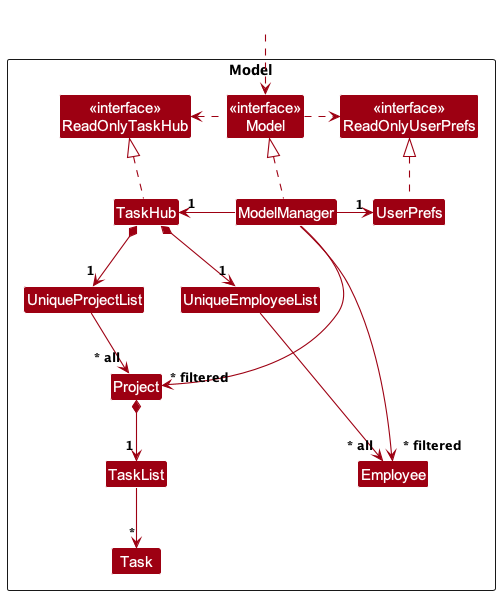 Model
«interface»
ReadOnlyTaskHub
«interface»
Model
«interface»
ReadOnlyUserPrefs
TaskHub
1
ModelManager
1
UserPrefs
1
1
UniqueProjectList
UniqueEmployeeList
* all
* filtered
Project
1
* all
* filtered
TaskList
Employee
*
Task